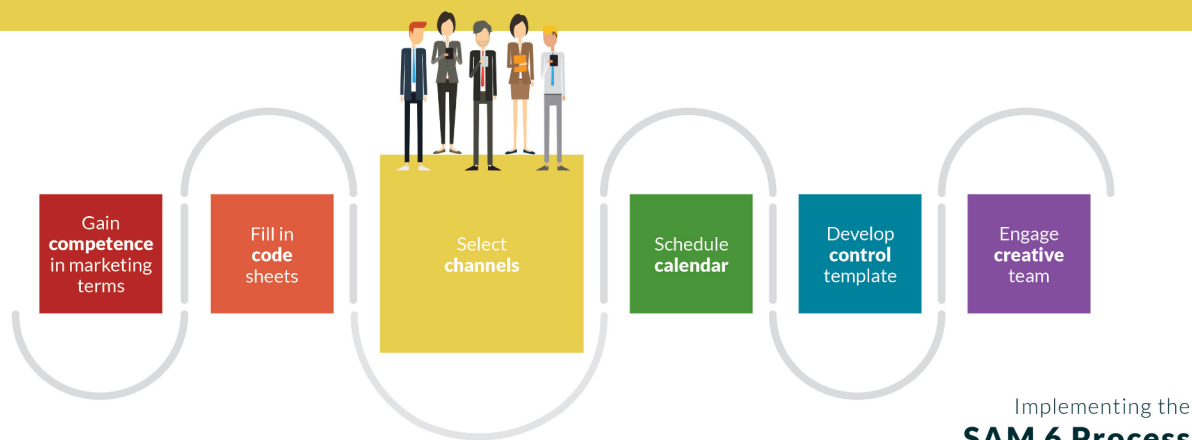 Gain
competence
in marketing
terms
Fill in
code
sheets
Select
channels
Schedule
calendar
Develop
control
template
Engage
creative
team
Implementing the
SAM 6 Process